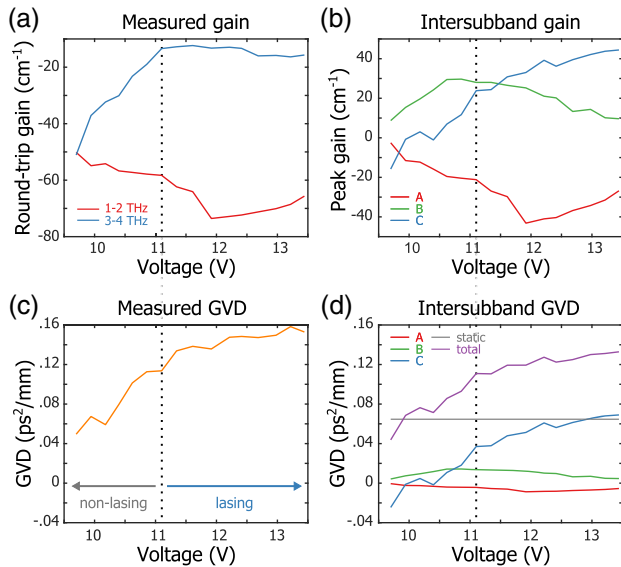 (a)
Measured gain
Round-trip gain (cm-1)
-20
-40
-60
-80
1-2 THz
3-4 THz
10
11
12
13
Voltage (V)
(b)
Intersubband gain
Peak gain (cm-1)
40
20
0
-20
-40
A
B
C
10
11
12
13
Voltage (V)
(c)
Measured GVD
GVD (ps2/mm)
.16
.12
.08
.04
0
-.04
non-lasing
lasing
10
11
12
13
Voltage (V)
(d)
Intersubband GVD
GVD (ps2/mm)
.16
.12
.08
.04
0
-.04
A
B
C
static
total
10
11
12
13
Voltage (V)